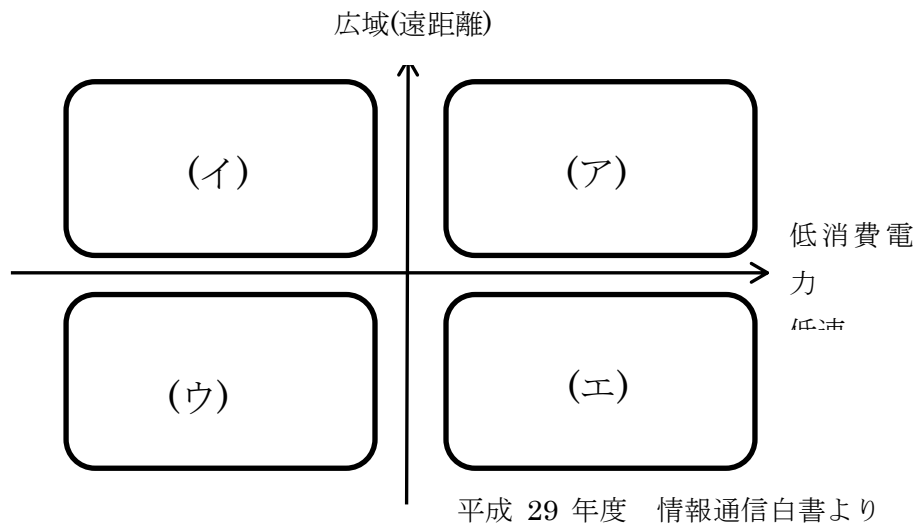 広域(遠距離)
(イ)
(ア)
低消費電
力
(ウ)
(エ)
平成 29 年度 情報通信白書より